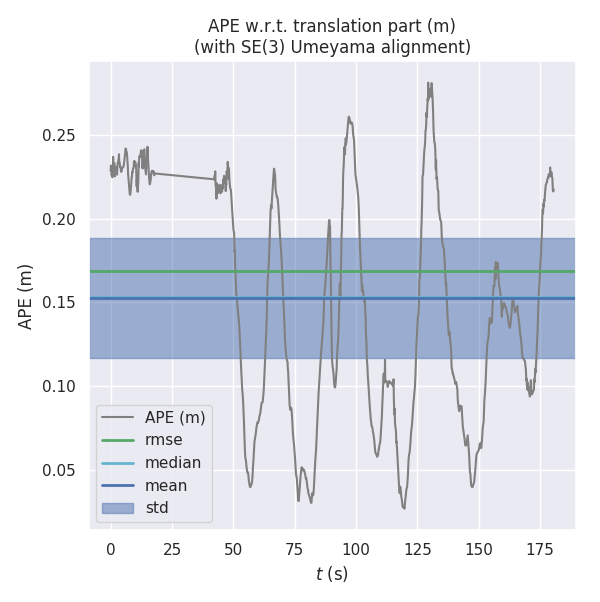 APE w.r.t. translation part (m)
(with SE(3) Umeyama alignment)
APE (m)
0.25
0.20
0.15
0.10
0.05
APE (m)
rmse
median
mean
std
0 25 50 75 100 125 150 175
t (s)